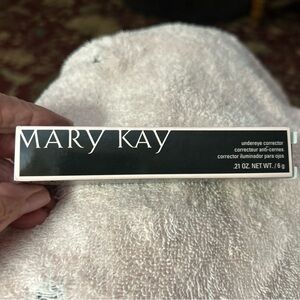 MARY KAY
undereye corrector
correcteur anti-cernes
corrector iluminador para ojos
.21 OZ. NET WT. / 6 g